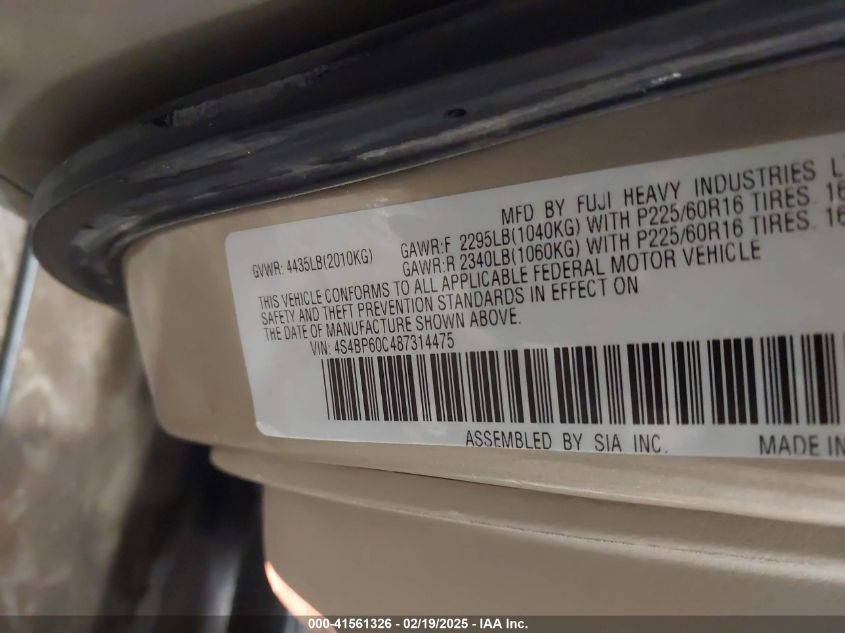 MFD BY FUJI HEAVY INDUSTRIES
GVWR: 4435LB(2010KG) GAWR:F 2295LB(1040KG) WITH P225/60R16 TIRES. 16
GAWR:R 2340LB(1060KG) WITH P225/60R16 TIRES. 16
THIS VEHICLE CONFORMS TO ALL APPLICABLE FEDERAL MOTOR VEHICLE
SAFETY AND THEFT PREVENTION STANDARDS IN EFFECT ON
THE DATE OF MANUFACTURE SHOWN ABOVE.
VIN: 4S4BP60C487314475
ASSEMBLED BY SIA INC. MADE IN
000-41561326 - 02/19/2025 - IAA Inc.